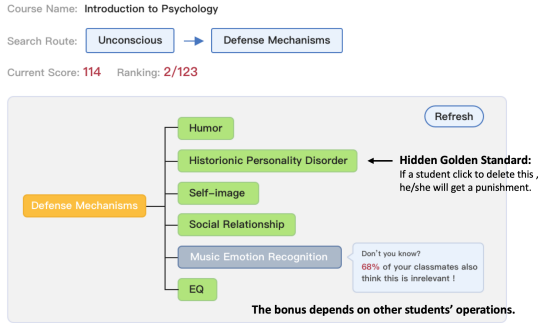 Course Name: Introduction to Psychology
Search Route: Unconscious Defense Mechanisms
Current Score: 114 Ranking: 2/123
Refresh
Humor
Historionic Personality Disorder
Hidden Golden Standard:
If a student click to delete this ,
he/she will get a punishment.
Self-image
Defense Mechanisms
Social Relationship
Music Emotion Recognition
Don't you know?
68% of your classmates also
think this is inrelevant !
EQ
The bonus depends on other students' operations.